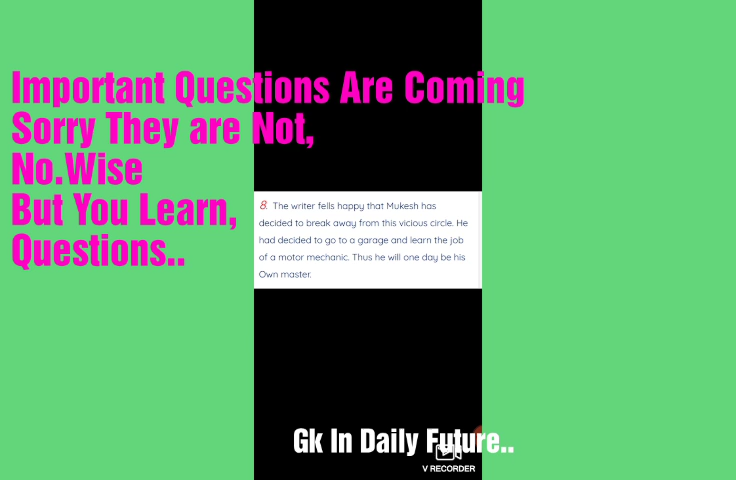 Important Questions Are Coming
Sorry They are Not,
No.Wise
But You Learn,
Questions..
8. The writer fells happy that Mukesh has
decided to break away from this vicious circle. He
had decided to go to a garage and learn the job
of a motor mechanic. Thus he will one day be his
Own master.
Gk In Daily Future..
V RECORDER